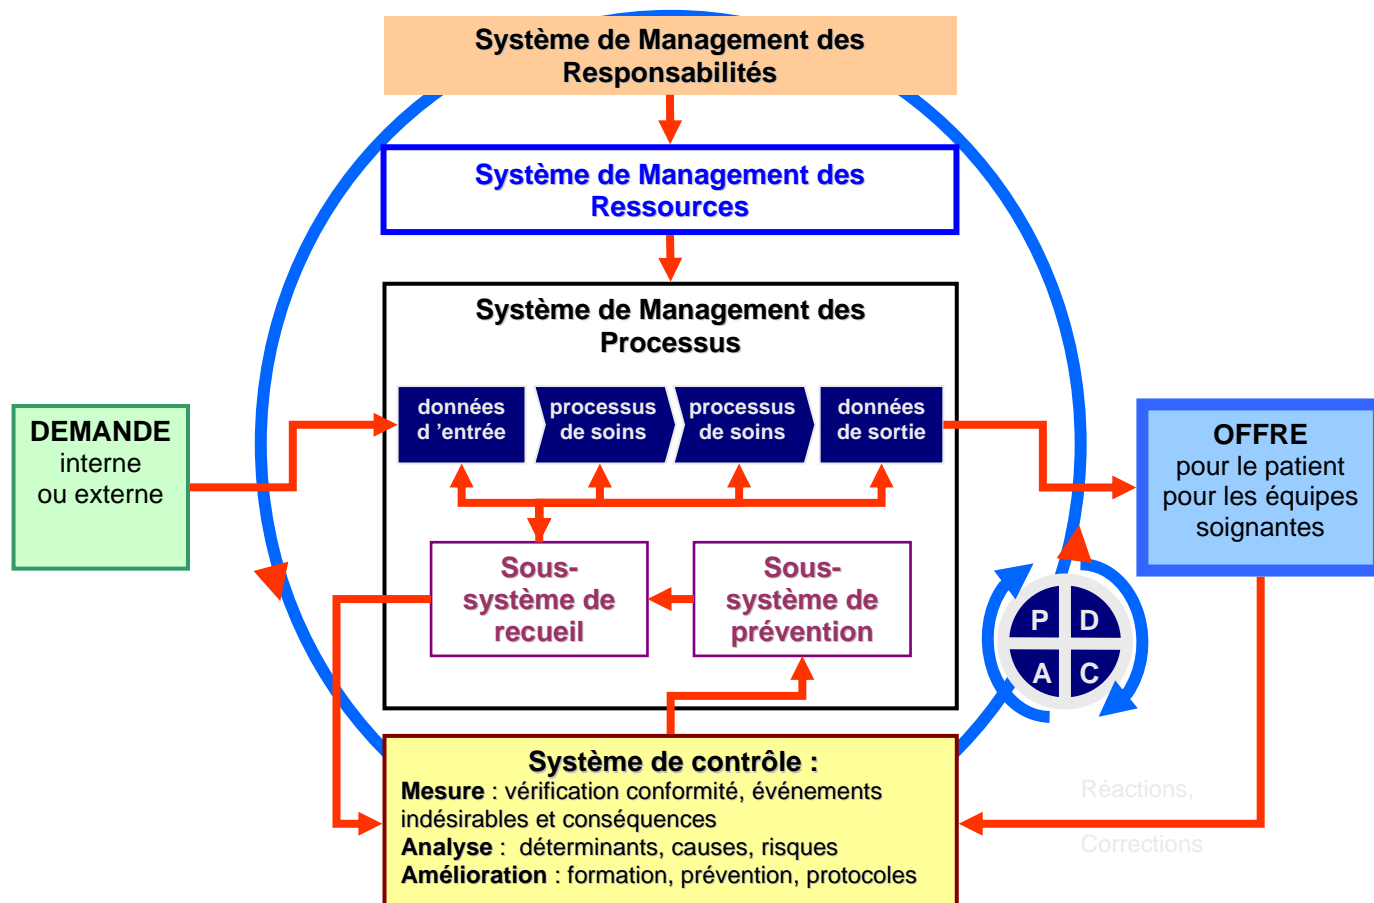 Système de Management des
Responsabilités
Système de Management des
Ressources
Système de Management des
Processus
données
d ’entrée
processus
de soins
processus
de soins
données
de sortie
DEMANDE
interne
ou externe
OFFRE
pour le patient
pour les équipes
soignantes
Sous-
système de
recueil
Sous-
système de
prévention
P D
A C
Système de contrôle :
Mesure : vérification conformité, événements
indésirables et conséquences
Analyse : déterminants, causes, risques
Amélioration : formation, prévention, protocoles
Réactions,
Corrections